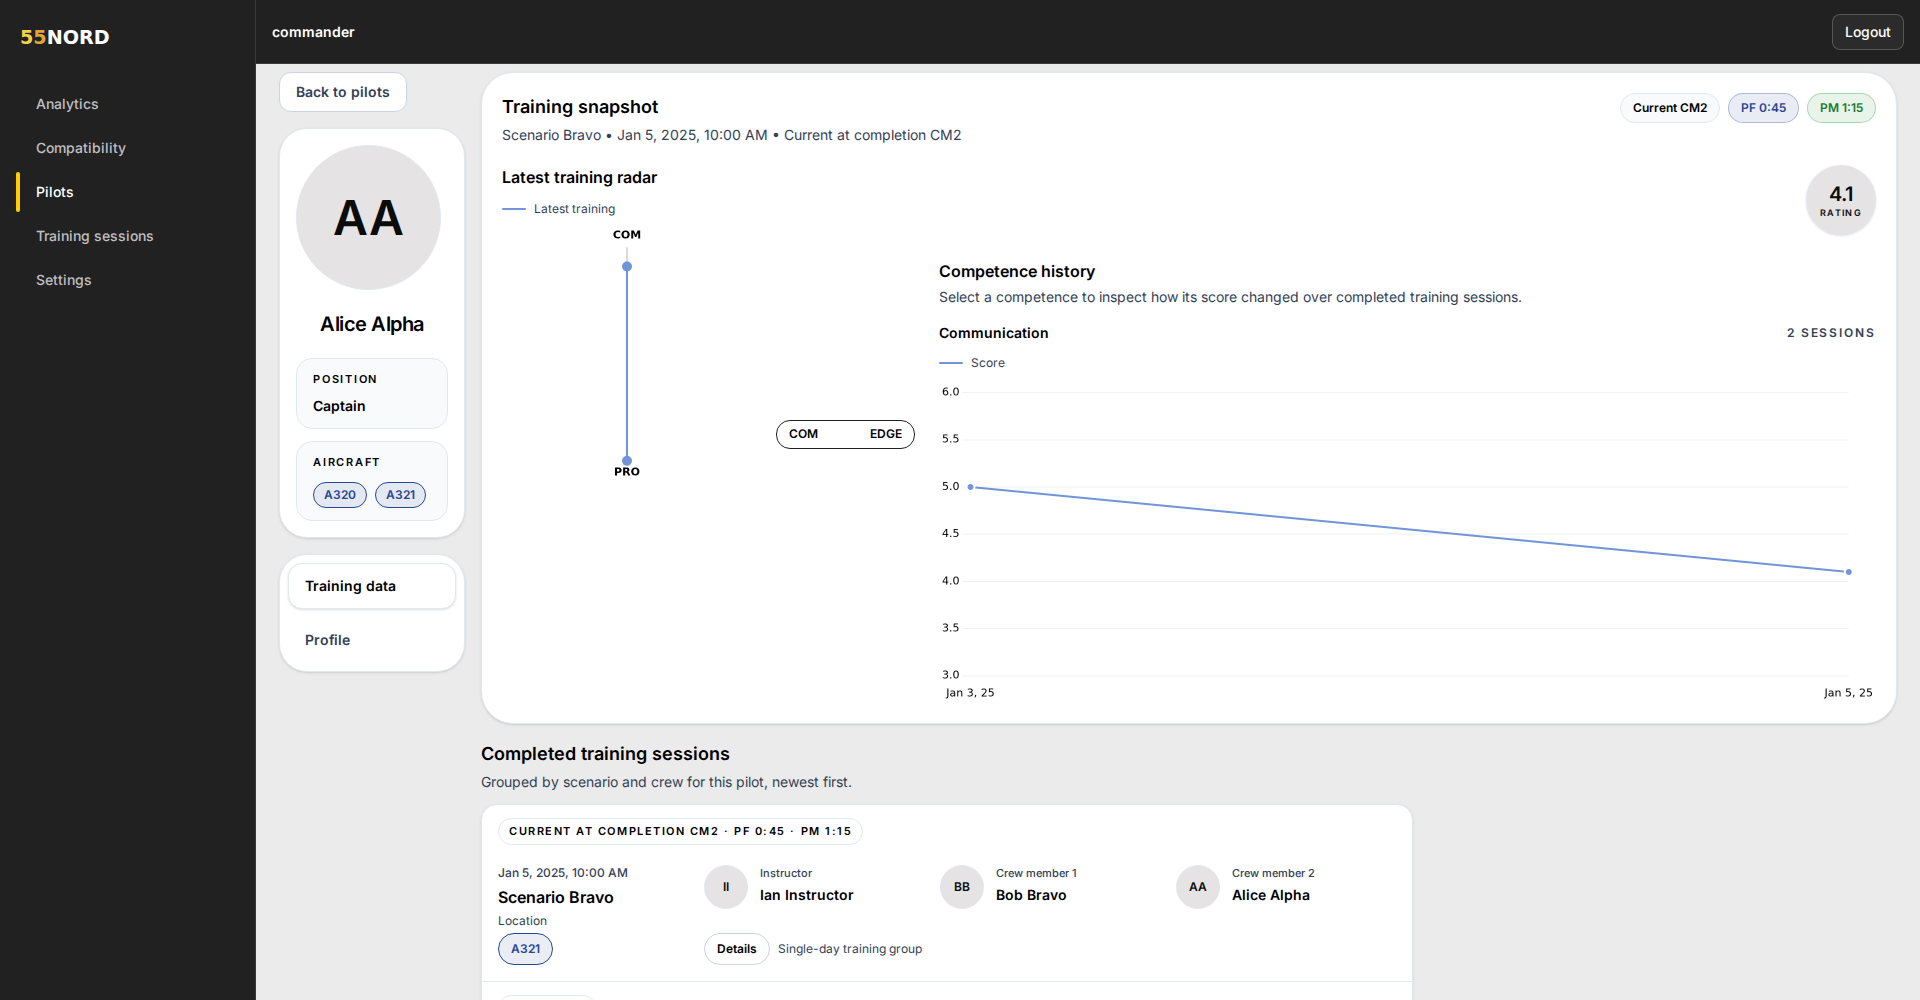 55NORD
Analytics
Compatibility
Pilots
Training sessions
Settings
commander
Logout
Back to pilots
AA
Alice Alpha
POSITION
Captain
AIRCRAFT
A320 A321
Training data
Profile
Training snapshot
Scenario Bravo • Jan 5, 2025, 10:00 AM • Current at completion CM2
Current CM2 PF 0:45 PM 1:15
Latest training radar
Latest training
4.1
RATING
COM
PRO
COM EDGE
Competence history
Select a competence to inspect how its score changed over completed training sessions.
Communication 2 SESSIONS
Score
6.0
5.5
5.0
4.5
4.0
3.5
3.0
Jan 3, 25 Jan 5, 25
Completed training sessions
Grouped by scenario and crew for this pilot, newest first.
CURRENT AT COMPLETION CM2 · PF 0:45 · PM 1:15
Jan 5, 2025, 10:00 AM
Scenario Bravo
Location
A321
II
Instructor
Ian Instructor
BB
Crew member 1
Bob Bravo
AA
Crew member 2
Alice Alpha
Details Single-day training group